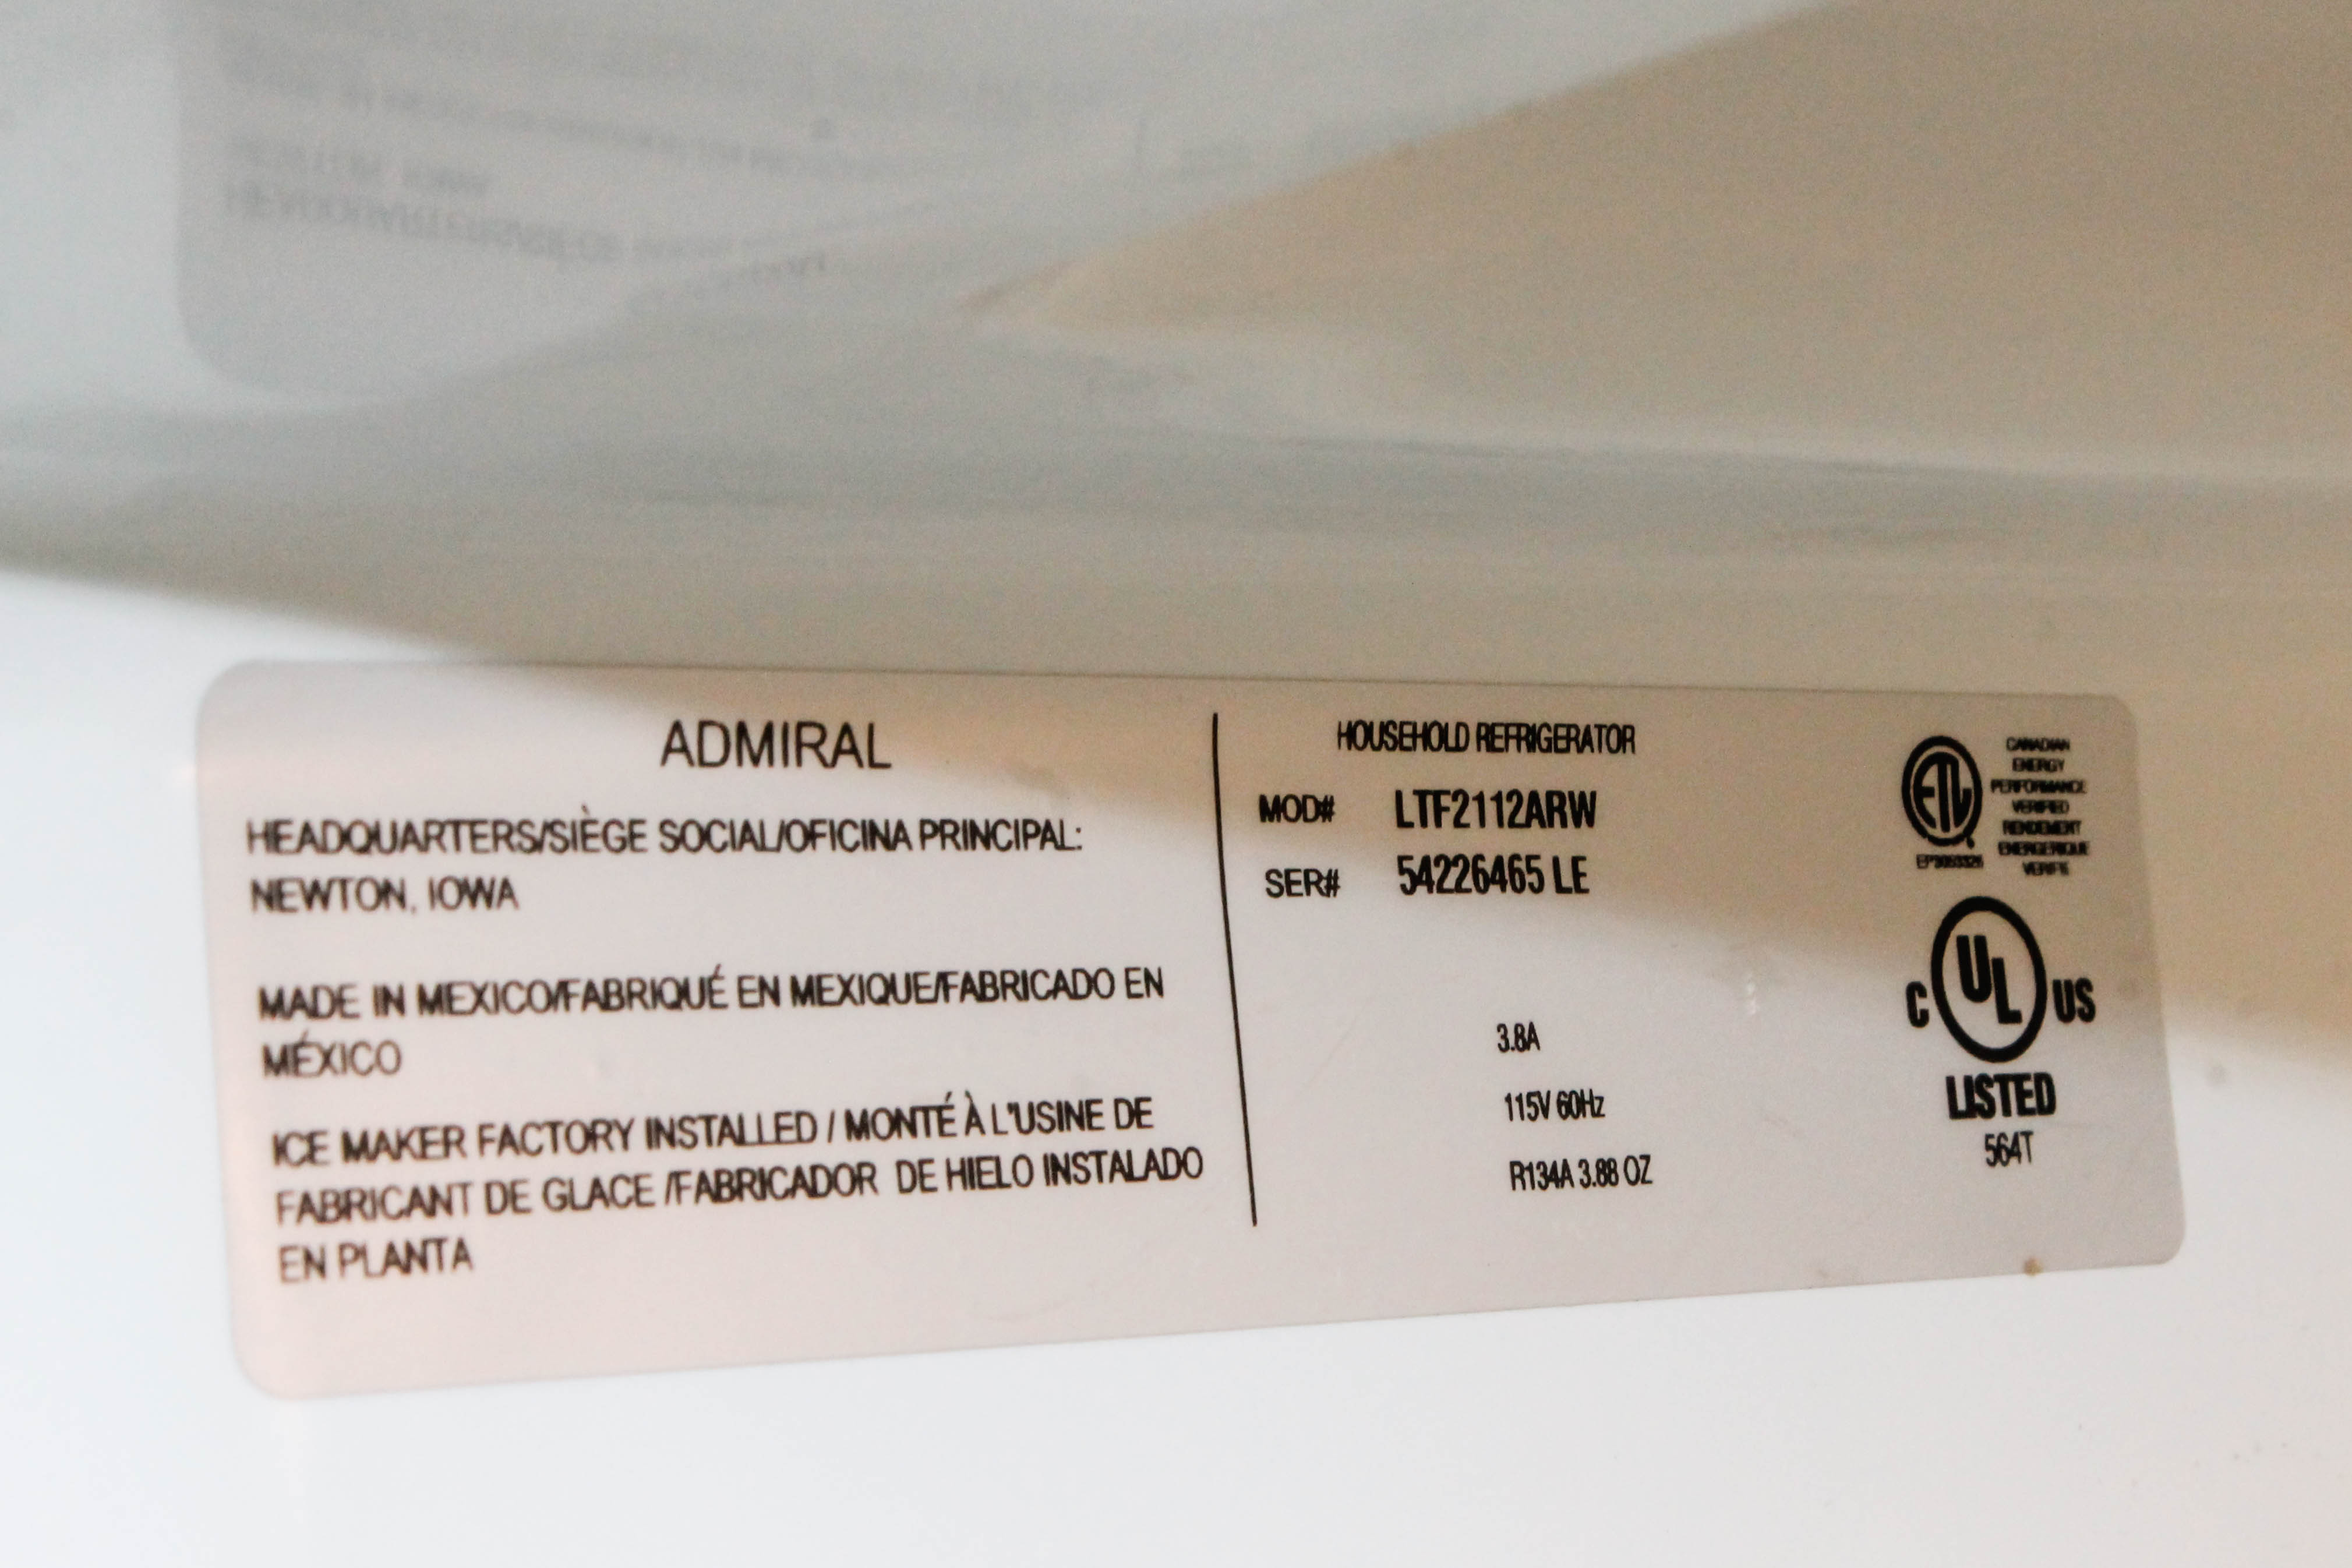 ADMIRAL
HEADQUARTERS/SIÈGE SOCIAL/OFICINA PRINCIPAL:
NEWTON, IOWA
MADE IN MEXICO/FABRIQUÉ EN MEXIQUE/FABRICADO EN
MÉXICO
ICE MAKER FACTORY INSTALLED / MONTÉ À L'USINE DE
FABRICANT DE GLACE /FABRICADOR DE HIELO INSTALADO
EN PLANTA
HOUSEHOLD REFRIGERATOR
MOD# LTF2112ARW
SER# 54226465 LE
3.8A
115V 60Hz
R134A 3.88 OZ
ETL
CANADIAN
ENERGY
PERFORMANCE
VERIFIED
RENDEMENT
ENERGERIQUE
VERIFIE
C UL US
LISTED
564T